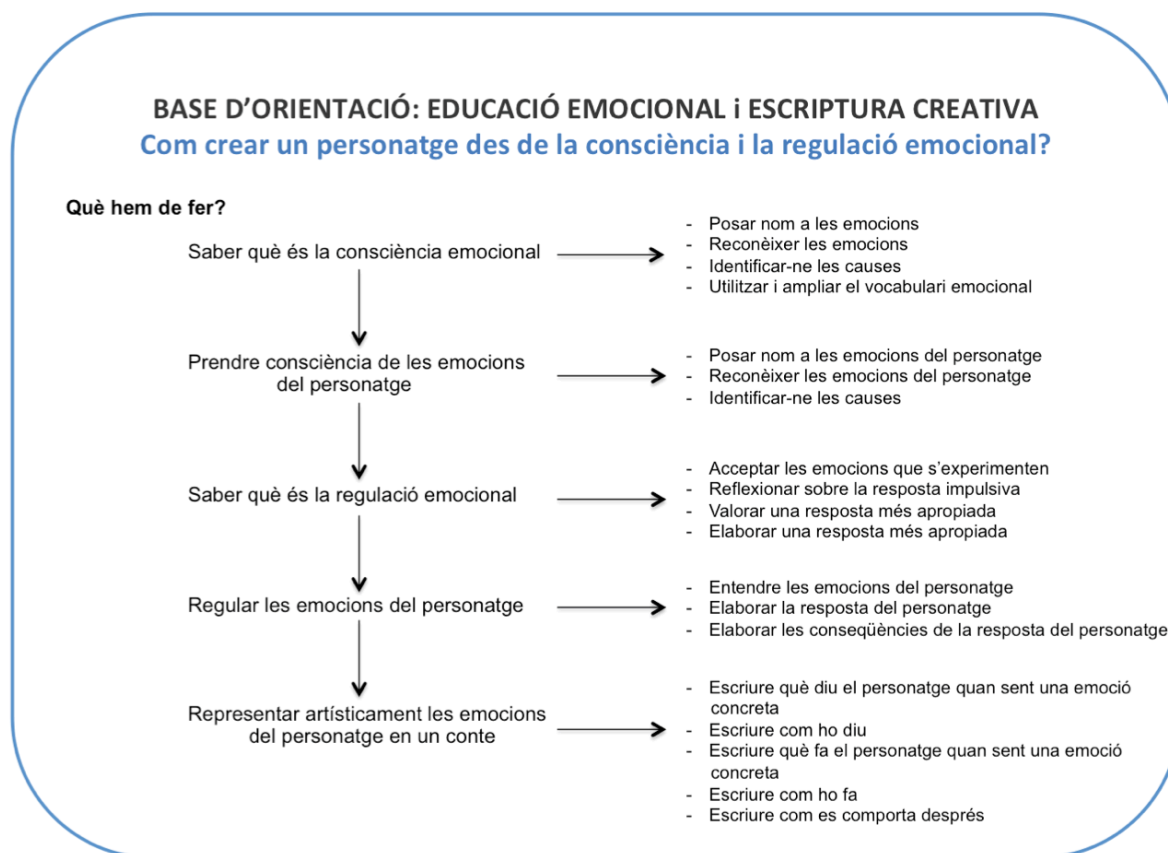 BASE D'ORIENTACIÓ: EDUCACIÓ EMOCIONAL i ESCRIPTURA CREATIVA
Com crear un personatge des de la consciència i la regulació emocional?
Què hem de fer?
Saber què és la consciència emocional
- Posar nom a les emocions
- Reconèixer les emocions
- Identificar-ne les causes
- Utilitzar i ampliar el vocabulari emocional
Prendre consciència de les emocions
del personatge
- Posar nom a les emocions del personatge
- Reconèixer les emocions del personatge
- Identificar-ne les causes
Saber què és la regulació emocional
- Acceptar les emocions que s'experimenten
- Reflexionar sobre la resposta impulsiva
- Valorar una resposta més apropiada
- Elaborar una resposta més apropiada
Regular les emocions del personatge
- Entendre les emocions del personatge
- Elaborar la resposta del personatge
- Elaborar les conseqüències de la resposta del personatge
Representar artísticament les emocions
del personatge en un conte
- Escriure què diu el personatge quan sent una emoció
concreta
- Escriure com ho diu
- Escriure què fa el personatge quan sent una emoció
concreta
- Escriure com ho fa
- Escriure com es comporta després